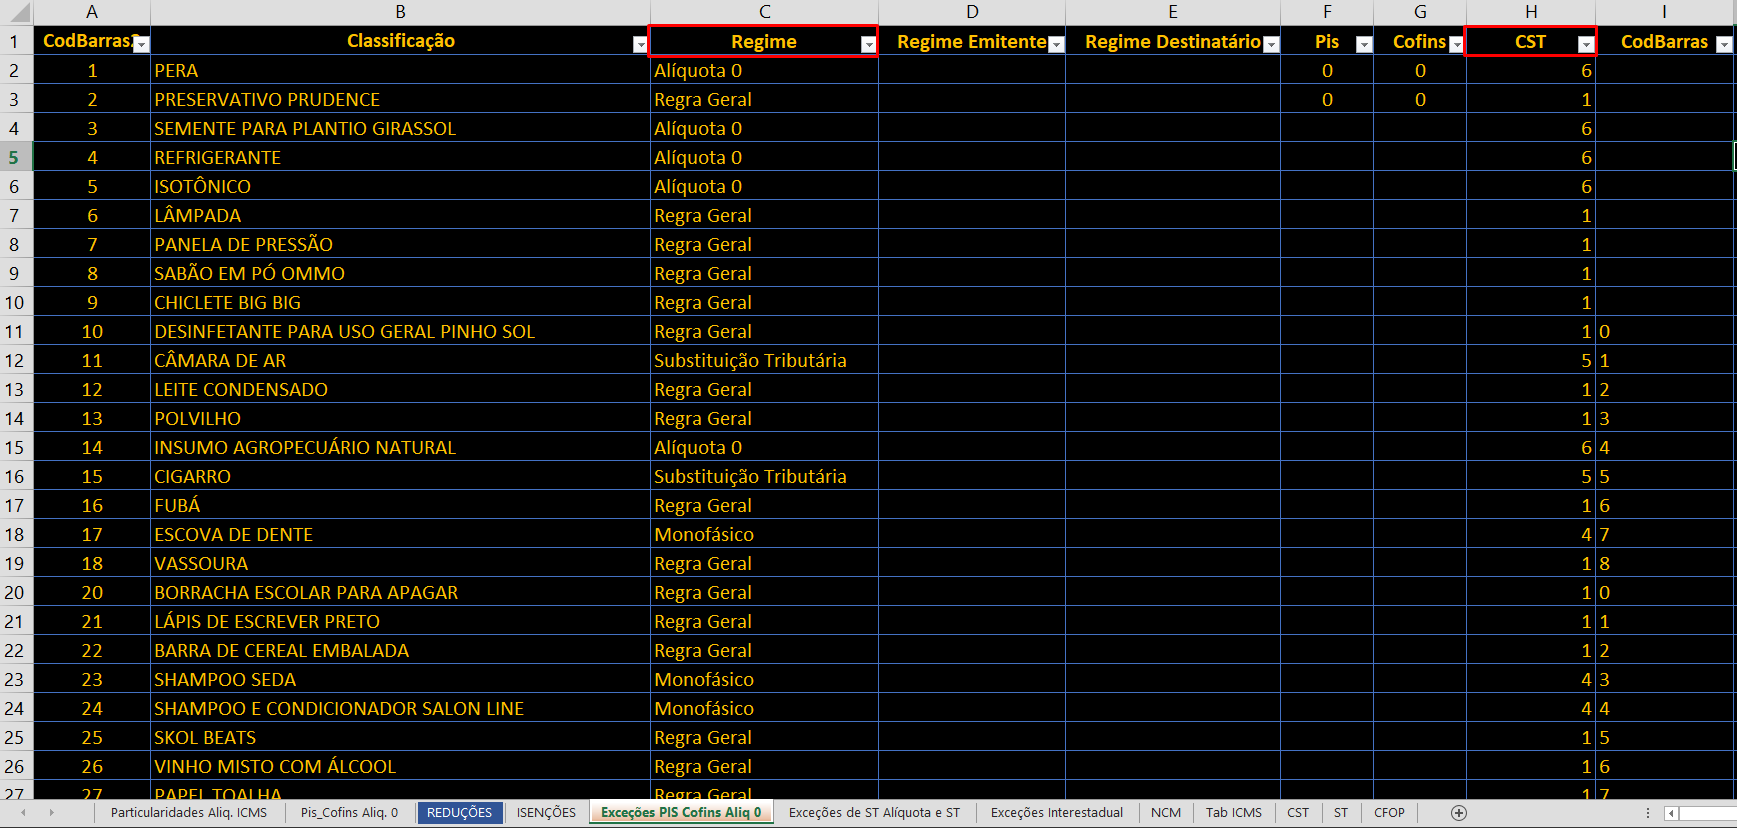 A B C D E F G H I
1 CodBarras2 Classificação Regime Regime Emitente Regime Destinatário Pis Cofins CST CodBarras
2 1 PERA Alíquota 0 0 0 6
3 2 PRESERVATIVO PRUDENCE Regra Geral 0 0 1
4 3 SEMENTE PARA PLANTIO GIRASSOL Alíquota 0 6
5 4 REFRIGERANTE Alíquota 0 6
6 5 ISOTÔNICO Alíquota 0 6
7 6 LÂMPADA Regra Geral 1
8 7 PANELA DE PRESSÃO Regra Geral 1
9 8 SABÃO EM PÓ OMMO Regra Geral 1
10 9 CHICLETE BIG BIG Regra Geral 1
11 10 DESINFETANTE PARA USO GERAL PINHO SOL Regra Geral 1 0
12 11 CÂMARA DE AR Substituição Tributária 5 1
13 12 LEITE CONDENSADO Regra Geral 1 2
14 13 POLVILHO Regra Geral 1 3
15 14 INSUMO AGROPECUÁRIO NATURAL Alíquota 0 6 4
16 15 CIGARRO Substituição Tributária 5 5
17 16 FUBÁ Regra Geral 1 6
18 17 ESCOVA DE DENTE Monofásico 4 7
19 18 VASSOURA Regra Geral 1 8
20 20 BORRACHA ESCOLAR PARA APAGAR Regra Geral 1 0
21 21 LÁPIS DE ESCREVER PRETO Regra Geral 1 1
22 22 BARRA DE CEREAL EMBALADA Regra Geral 1 2
23 23 SHAMPOO SEDA Monofásico 4 3
24 24 SHAMPOO E CONDICIONADOR SALON LINE Monofásico 4 4
25 25 SKOL BEATS Regra Geral 1 5
26 26 VINHO MISTO COM ÁLCOOL Regra Geral 1 6
27 27 PAPEL TOALHA Regra Geral 1 7
Particularidades Aliq. ICMS Pis_Cofins Aliq. 0 REDUÇÕES ISENÇÕES Exceções PIS Cofins Aliq 0 Exceções de ST Alíquota e ST Exceções Interestadual NCM Tab ICMS CST ST CFOP